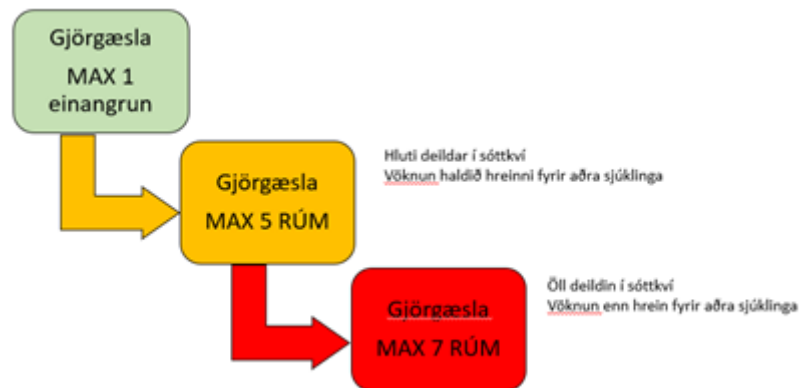 Gjörgæsla
MAX 1
einangrun
Gjörgæsla
MAX 5 RÚM
Hluti deildar í sóttkví
Vöknun haldið hreinni fyrir aðra sjúklinga
Gjörgæsla
MAX 7 RÚM
Öll deildin í sóttkví
Vöknun enn hrein fyrir aðra sjúklinga